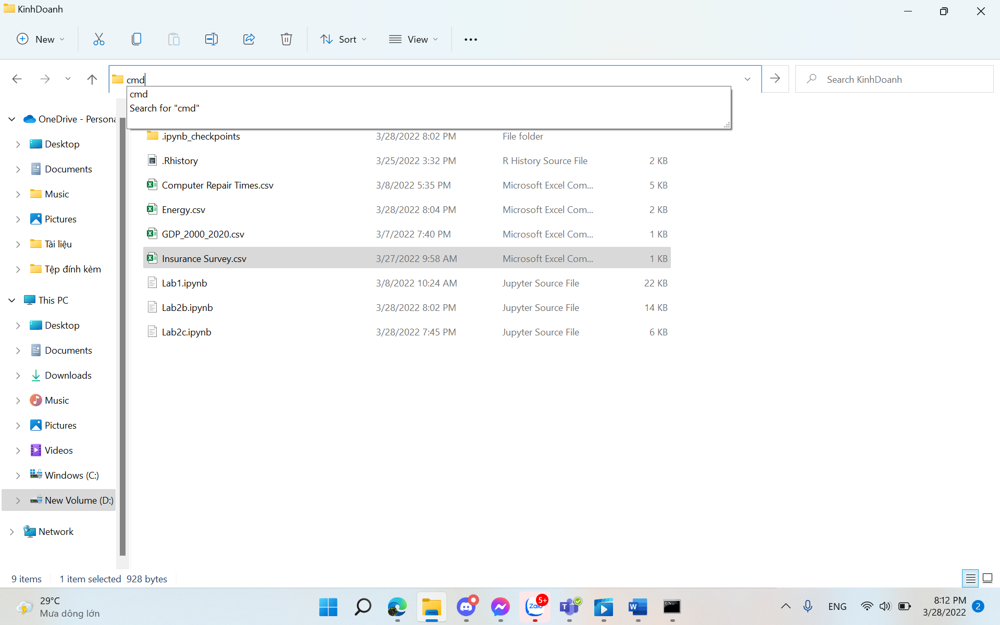 KinhDoanh
New
Sort
View
cmd
Search KinhDoanh
cmd
Search for "cmd"
OneDrive - Persona
Desktop
Documents
Music
Pictures
Tài liệu
Tệp đính kèm
This PC
Desktop
Documents
Downloads
Music
Pictures
Videos
Windows (C:)
New Volume (D:)
Network
.ipynb_checkpoints 3/28/2022 8:02 PM File folder
.Rhistory 3/25/2022 3:32 PM R History Source File 2 KB
Computer Repair Times.csv 3/8/2022 5:35 PM Microsoft Excel Com... 5 KB
Energy.csv 3/28/2022 8:04 PM Microsoft Excel Com... 2 KB
GDP_2000_2020.csv 3/7/2022 7:40 PM Microsoft Excel Com... 1 KB
Insurance Survey.csv 3/27/2022 9:58 AM Microsoft Excel Com... 1 KB
Lab1.ipynb 3/8/2022 10:24 AM Jupyter Source File 22 KB
Lab2b.ipynb 3/28/2022 8:02 PM Jupyter Source File 14 KB
Lab2c.ipynb 3/28/2022 7:45 PM Jupyter Source File 6 KB
9 items 1 item selected 928 bytes
29°C
Mưa dông lớn
Zalo
5+
T
W
ENG
8:12 PM
3/28/2022
2